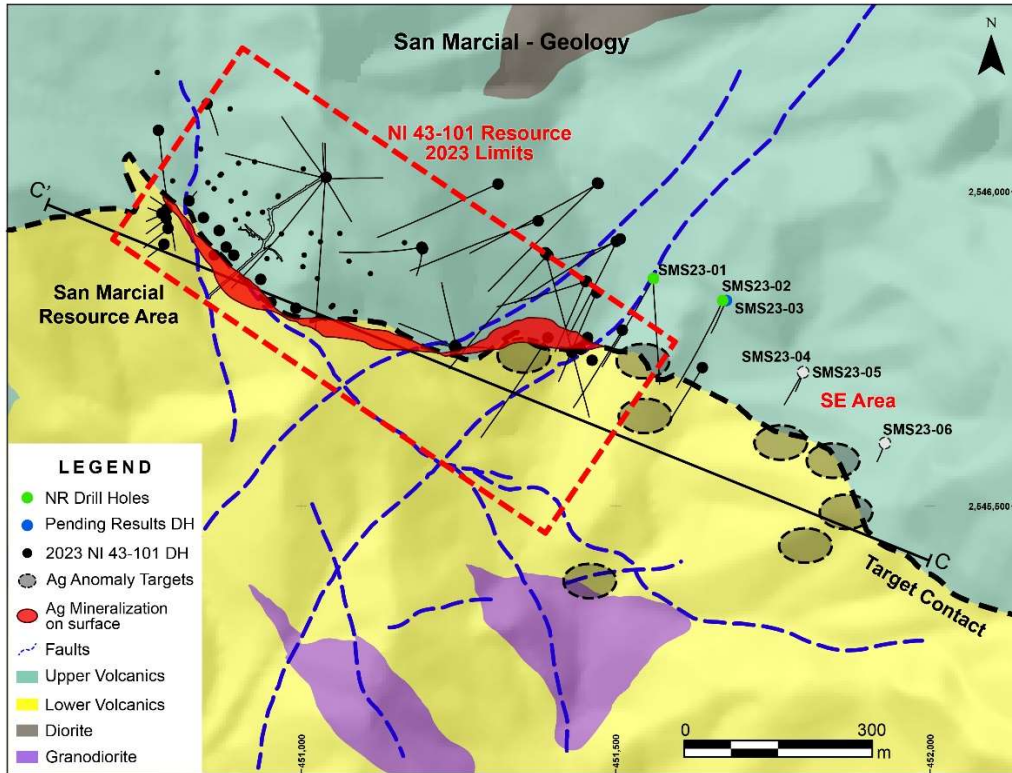 San Marcial - Geology
N
NI 43-101 Resource
2023 Limits
C'
2,546,000
SMS23-01
SMS23-02
SMS23-03
San Marcial
Resource Area
SMS23-04
SMS23-05
SE Area
SMS23-06
LEGEND
NR Drill Holes
Pending Results DH
2023 NI 43-101 DH
Ag Anomaly Targets
Ag Mineralization
on surface
Faults
Upper Volcanics
Lower Volcanics
Diorite
Granodiorite
2,545,500
C
Target Contact
0
300
m
451,000
451,500
452,000